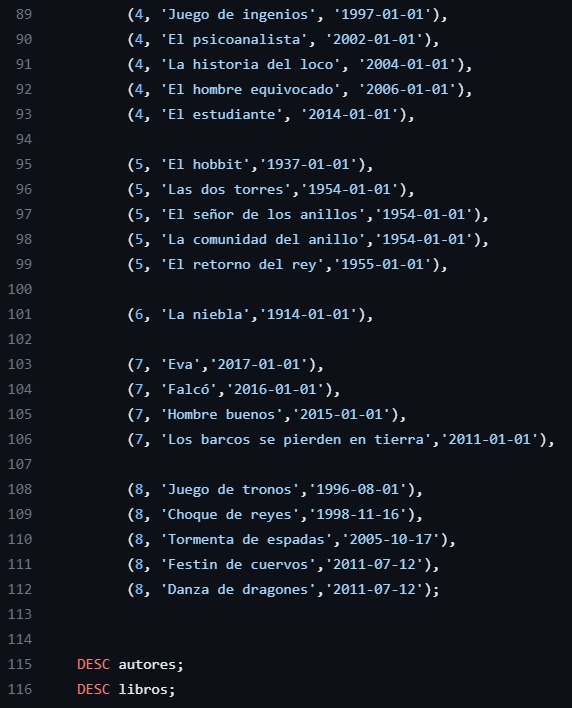 89 (4, 'Juego de ingenios', '1997-01-01'),
90 (4, 'El psicoanalista', '2002-01-01'),
91 (4, 'La historia del loco', '2004-01-01'),
92 (4, 'El hombre equivocado', '2006-01-01'),
93 (4, 'El estudiante', '2014-01-01'),
94
95 (5, 'El hobbit','1937-01-01'),
96 (5, 'Las dos torres','1954-01-01'),
97 (5, 'El señor de los anillos','1954-01-01'),
98 (5, 'La comunidad del anillo','1954-01-01'),
99 (5, 'El retorno del rey','1955-01-01'),
100
101 (6, 'La niebla','1914-01-01'),
102
103 (7, 'Eva','2017-01-01'),
104 (7, 'Falcó','2016-01-01'),
105 (7, 'Hombre buenos','2015-01-01'),
106 (7, 'Los barcos se pierden en tierra','2011-01-01'),
107
108 (8, 'Juego de tronos','1996-08-01'),
109 (8, 'Choque de reyes','1998-11-16'),
110 (8, 'Tormenta de espadas','2005-10-17'),
111 (8, 'Festin de cuervos','2011-07-12'),
112 (8, 'Danza de dragones','2011-07-12');
113
114
115 DESC autores;
116 DESC libros;